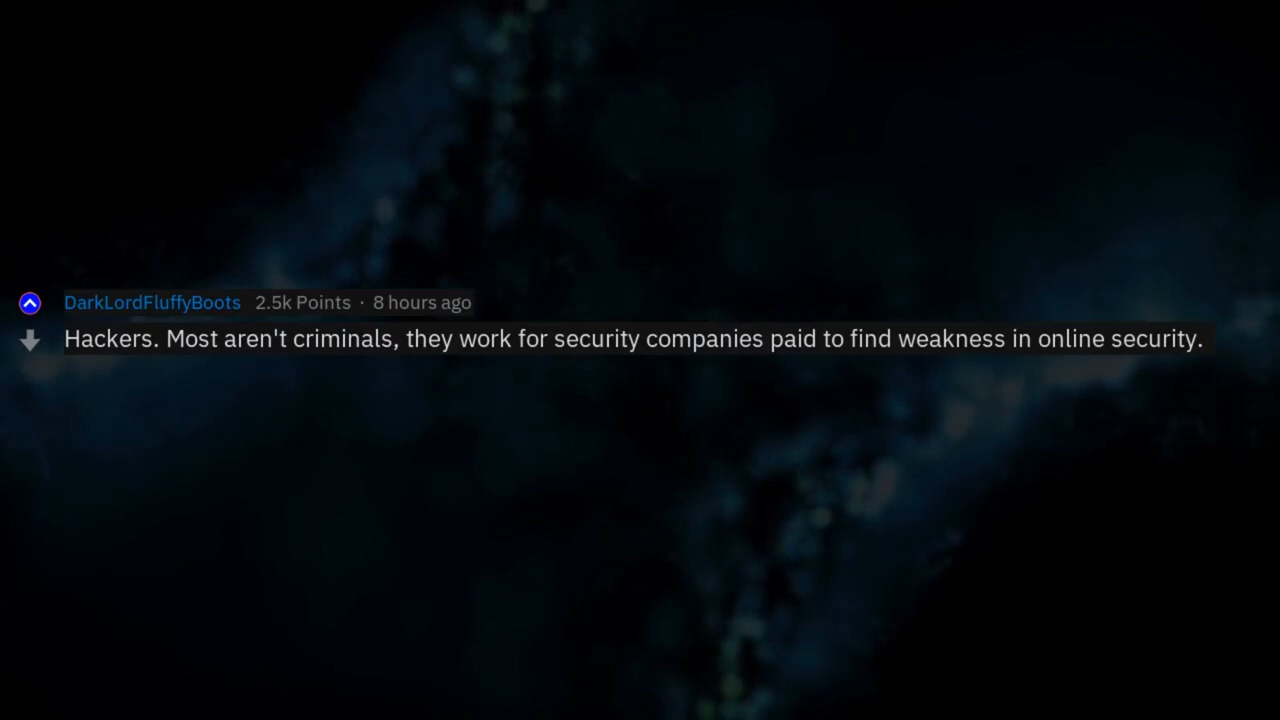 DarkLordFluffyBoots 2.5k Points · 8 hours ago
Hackers. Most aren't criminals, they work for security companies paid to find weakness in online security.